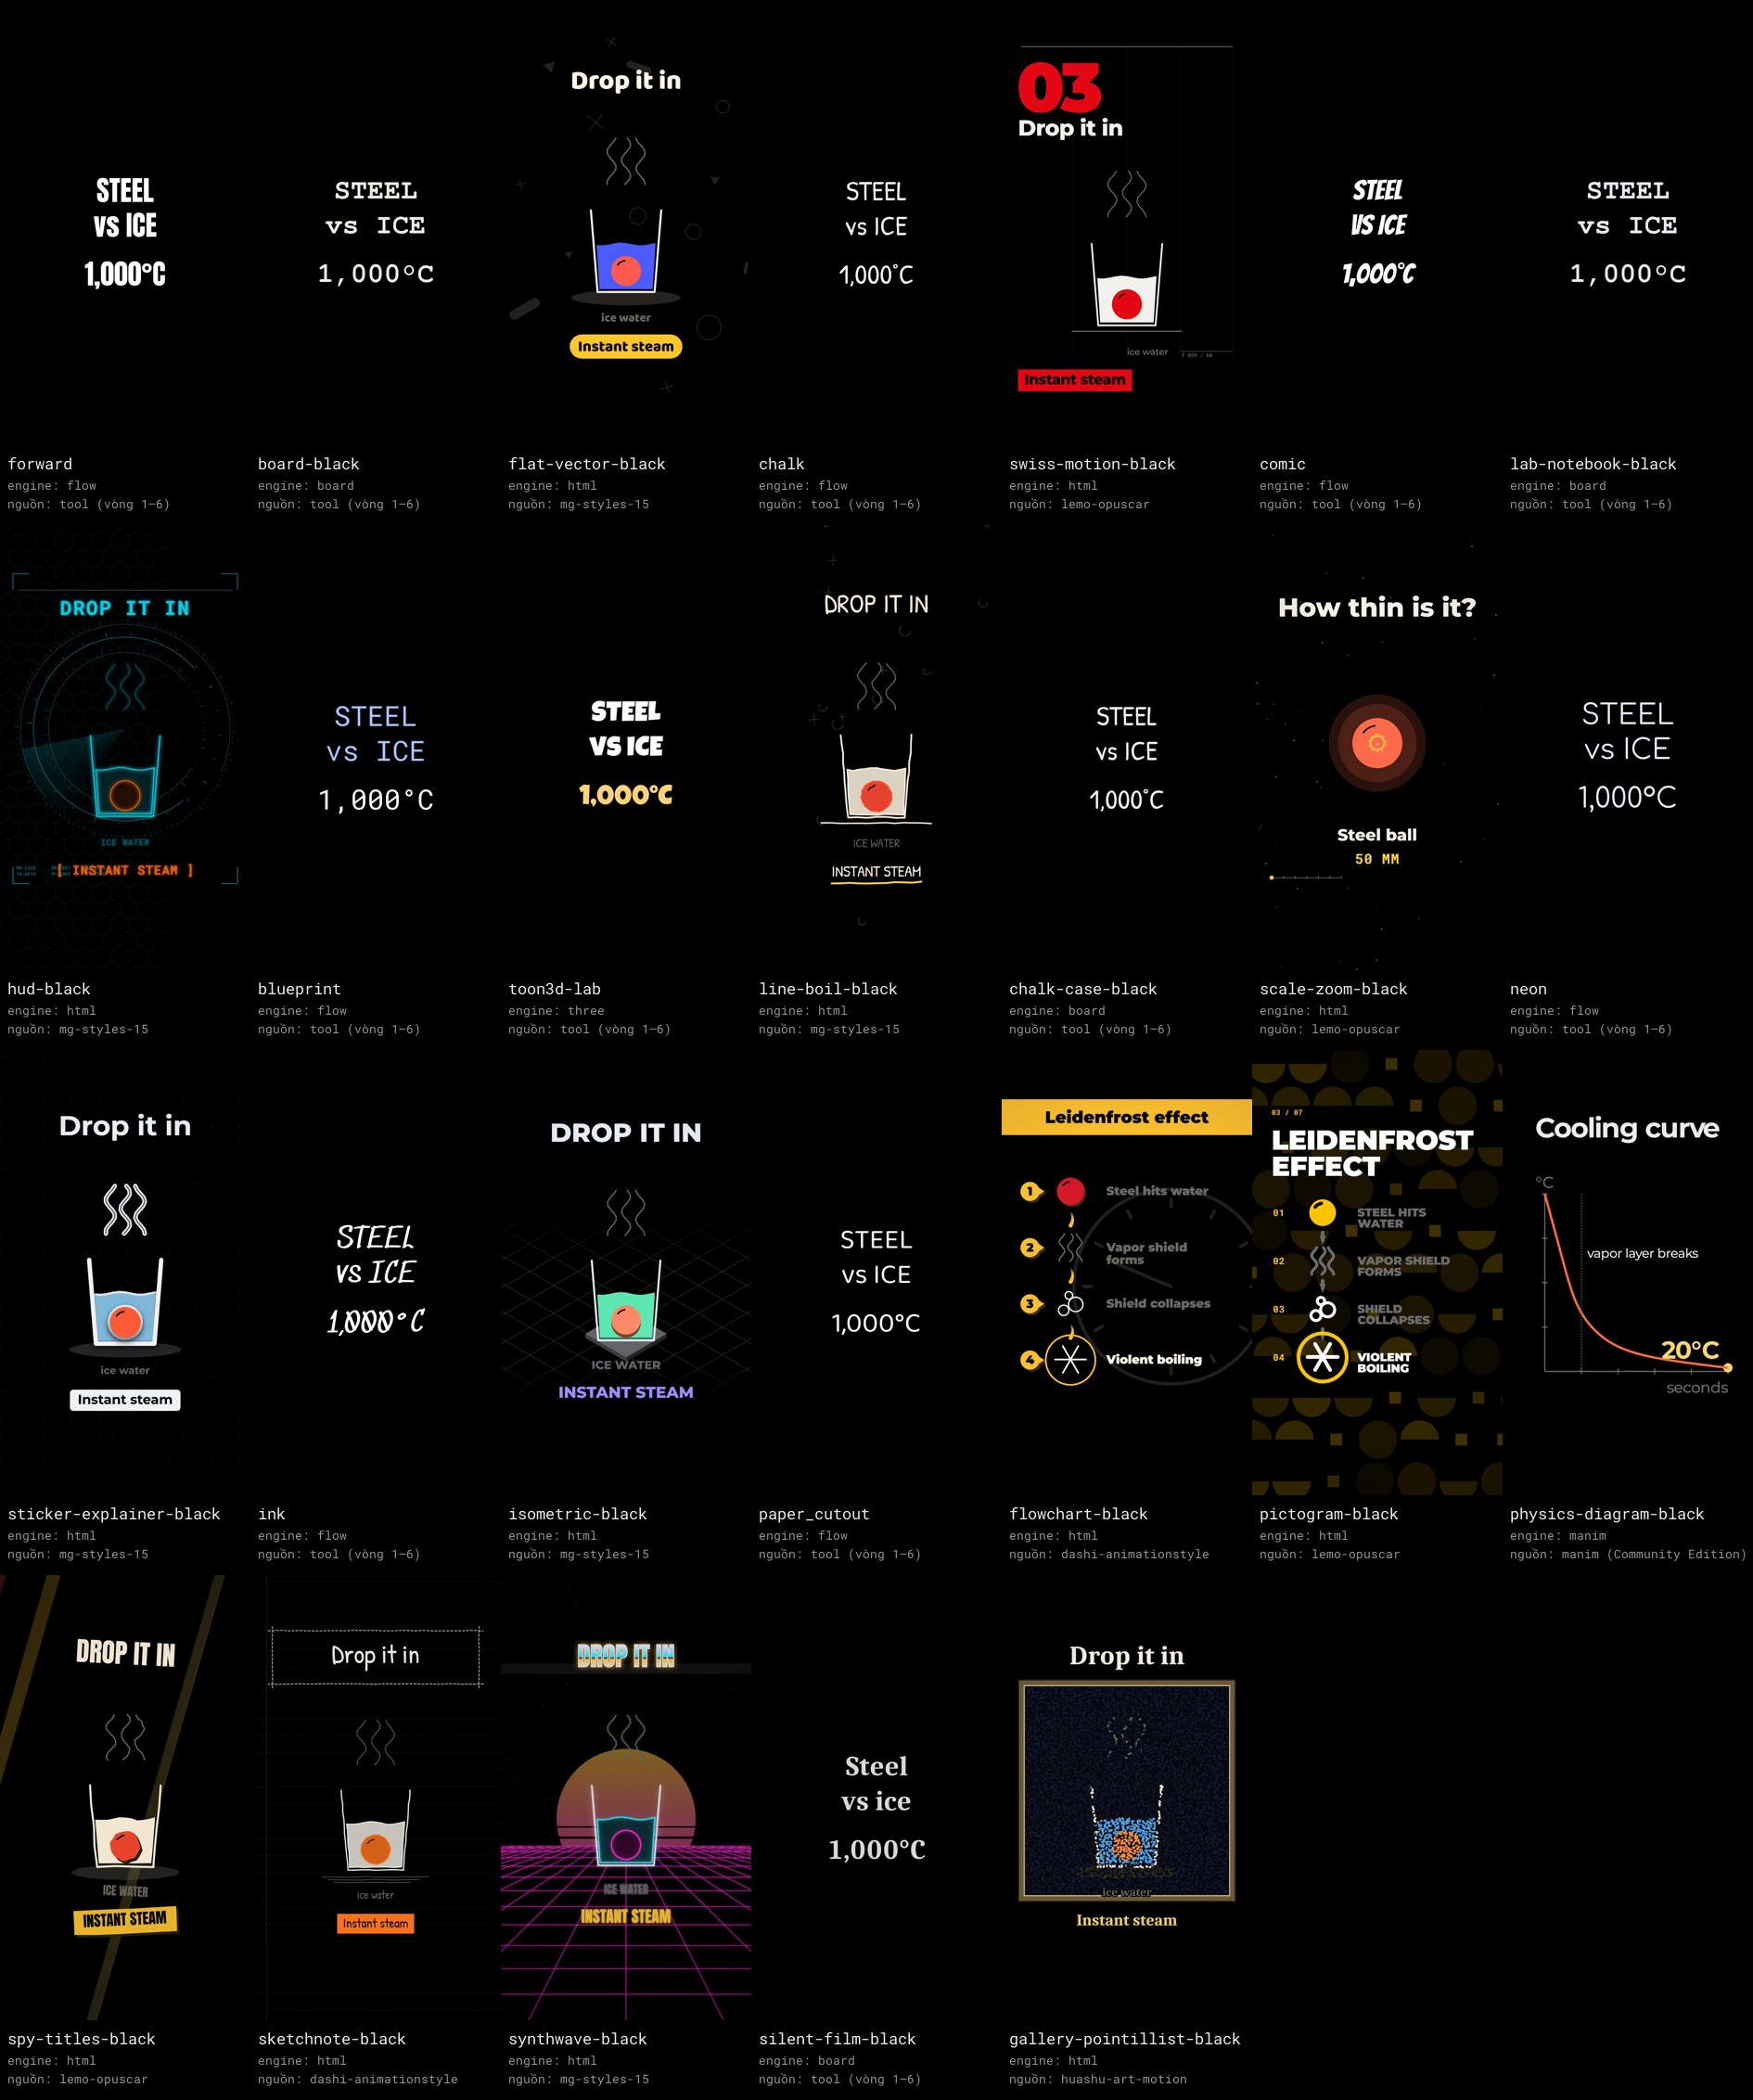 STEEL
vs ICE
1,000°C
forward
engine: flow
nguồn: tool (vòng 1–6)
STEEL
vs ICE
1,000°C
board-black
engine: board
nguồn: tool (vòng 1–6)
Drop it in
ice water
Instant steam
flat-vector-black
engine: html
nguồn: mg-styles-15
STEEL
vs ICE
1,000°C
chalk
engine: flow
nguồn: tool (vòng 1–6)
03
Drop it in
ice water
Instant steam
swiss-motion-black
engine: html
nguồn: lemo-opuscar
STEEL
VS ICE
1,000°C
comic
engine: flow
nguồn: tool (vòng 1–6)
STEEL
vs ICE
1,000°C
lab-notebook-black
engine: board
nguồn: tool (vòng 1–6)
DROP IT IN
ICE WATER
[ INSTANT STEAM ]
hud-black
engine: html
nguồn: mg-styles-15
STEEL
vs ICE
1,000°C
blueprint
engine: flow
nguồn: tool (vòng 1–6)
STEEL
VS ICE
1,000°C
toon3d-lab
engine: three
nguồn: tool (vòng 1–6)
DROP IT IN
ICE WATER
INSTANT STEAM
line-boil-black
engine: html
nguồn: mg-styles-15
STEEL
vs ICE
1,000°C
chalk-case-black
engine: board
nguồn: tool (vòng 1–6)
How thin is it?
Steel ball
50 MM
scale-zoom-black
engine: html
nguồn: lemo-opuscar
STEEL
vs ICE
1,000°C
neon
engine: flow
nguồn: tool (vòng 1–6)
Drop it in
ice water
Instant steam
sticker-explainer-black
engine: html
nguồn: mg-styles-15
STEEL
vs ICE
1,000°C
ink
engine: flow
nguồn: tool (vòng 1–6)
DROP IT IN
ICE WATER
INSTANT STEAM
isometric-black
engine: html
nguồn: mg-styles-15
STEEL
vs ICE
1,000°C
paper_cutout
engine: flow
nguồn: tool (vòng 1–6)
Leidenfrost effect
1 Steel hits water
2 Vapor shield
forms
3 Shield collapses
4 Violent boiling
flowchart-black
engine: html
nguồn: dashi-animationstyle
03 / 07
LEIDENFROST
EFFECT
01 STEEL HITS
WATER
02 VAPOR SHIELD
FORMS
03 SHIELD
COLLAPSES
04 VIOLENT
BOILING
pictogram-black
engine: html
nguồn: lemo-opuscar
Cooling curve
°C
vapor layer breaks
20°C
seconds
physics-diagram-black
engine: manim
nguồn: manim (Community Edition)
DROP IT IN
ICE WATER
INSTANT STEAM
spy-titles-black
engine: html
nguồn: lemo-opuscar
Drop it in
ice water
Instant steam
sketchnote-black
engine: html
nguồn: dashi-animationstyle
DROP IT IN
ICE WATER
INSTANT STEAM
synthwave-black
engine: html
nguồn: mg-styles-15
Steel
vs ice
1,000°C
silent-film-black
engine: board
nguồn: tool (vòng 1–6)
Drop it in
ice water
Instant steam
gallery-pointillist-black
engine: html
nguồn: huashu-art-motion